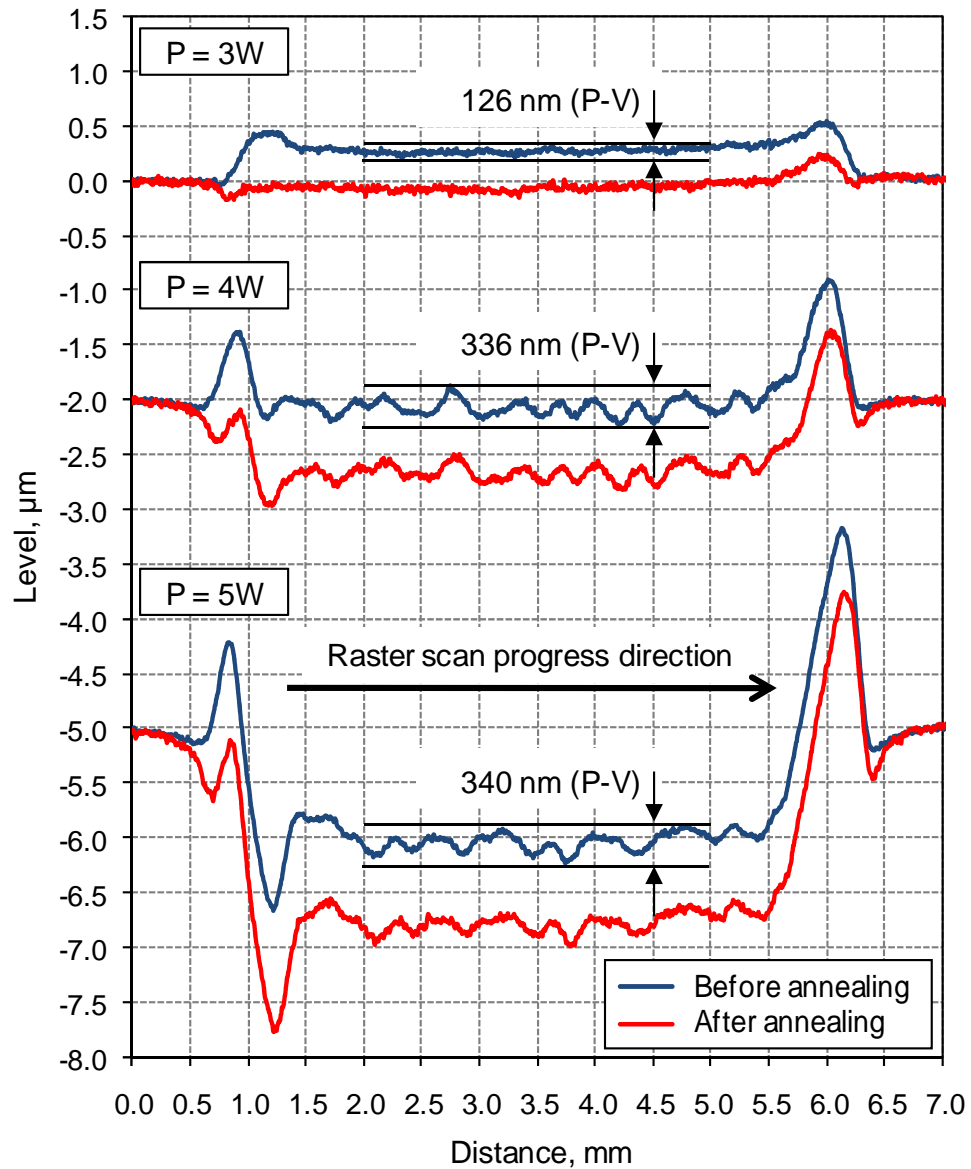 1.5
P = 3W
1.0
126 nm (P-V)
0.5
0.0
-0.5
P = 4W
-1.0
336 nm (P-V)
-1.5
-2.0
-2.5
-3.0
-3.5
P = 5W
-4.0
Raster scan progress direction
-4.5
-5.0
340 nm (P-V)
-5.5
-6.0
-6.5
-7.0
-7.5
-8.0
Level, µm
Before annealing
After annealing
0.0 0.5 1.0 1.5 2.0 2.5 3.0 3.5 4.0 4.5 5.0 5.5 6.0 6.5 7.0
Distance, mm